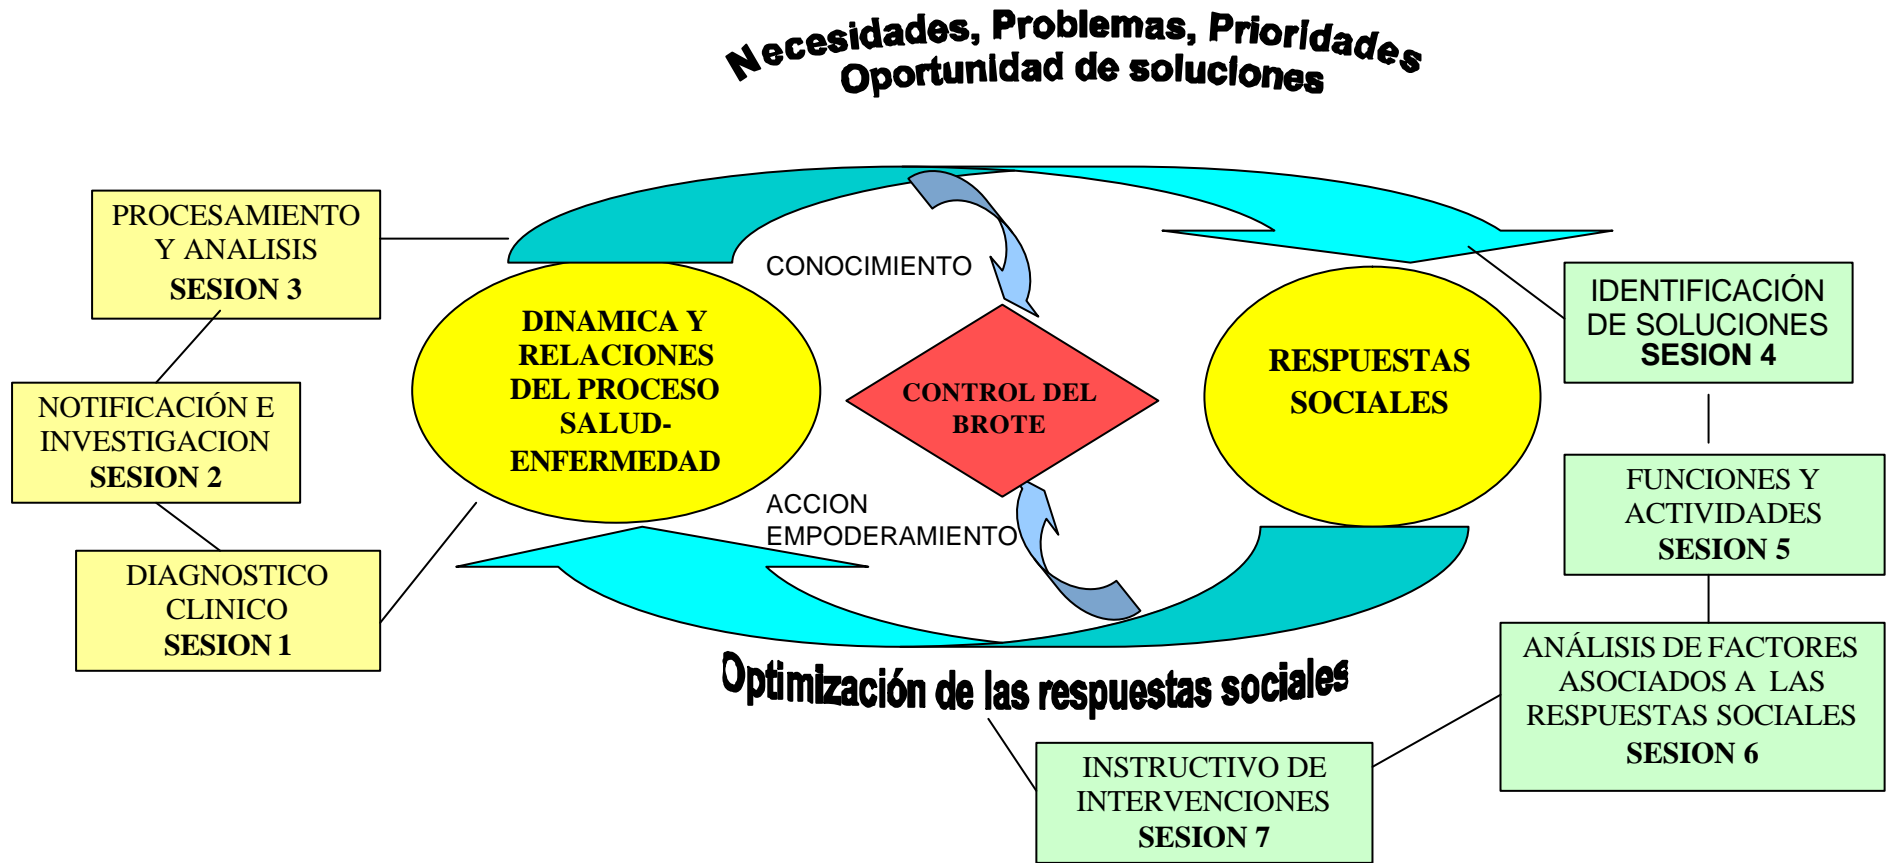 Necesidades, Problemas, Prioridades
Oportunidad de soluciones
PROCESAMIENTO
Y ANALISIS
SESION 3
NOTIFICACIÓN E
INVESTIGACION
SESION 2
DIAGNOSTICO
CLINICO
SESION 1
DINAMICA Y
RELACIONES
DEL PROCESO
SALUD-
ENFERMEDAD
CONOCIMIENTO
CONTROL DEL
BROTE
ACCION
EMPODERAMIENTO
RESPUESTAS
SOCIALES
IDENTIFICACIÓN
DE SOLUCIONES
SESION 4
FUNCIONES Y
ACTIVIDADES
SESION 5
ANÁLISIS DE FACTORES
ASOCIADOS A LAS
RESPUESTAS SOCIALES
SESION 6
Optimización de las respuestas sociales
INSTRUCTIVO DE
INTERVENCIONES
SESION 7